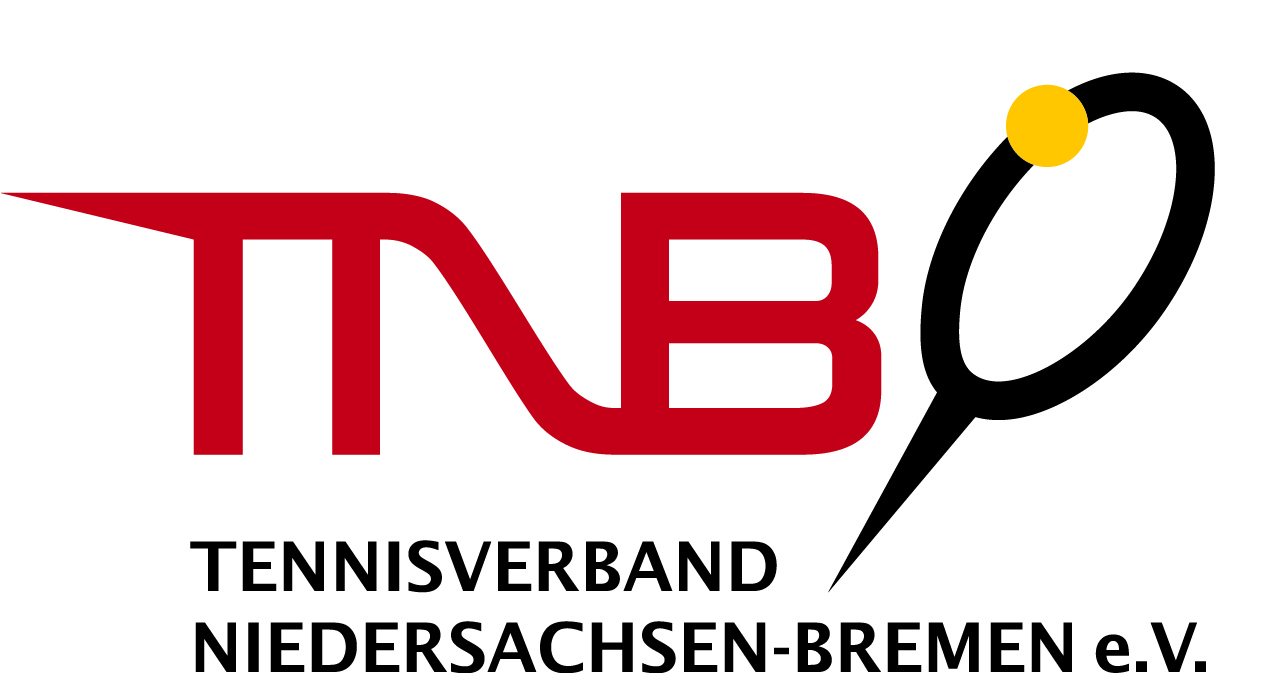 TNB
TENNISVERBAND
NIEDERSACHSEN-BREMEN e.V.